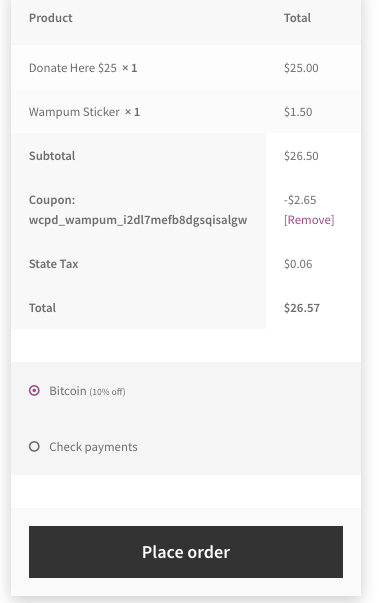 Product Total
Donate Here $25 × 1 $25.00
Wampum Sticker × 1 $1.50
Subtotal $26.50
Coupon: -$2.65
wcpd_wampum_i2dl7mefb8dgsqisalgw [Remove]
State Tax $0.06
Total $26.57
Bitcoin (10% off)
Check payments
Place order